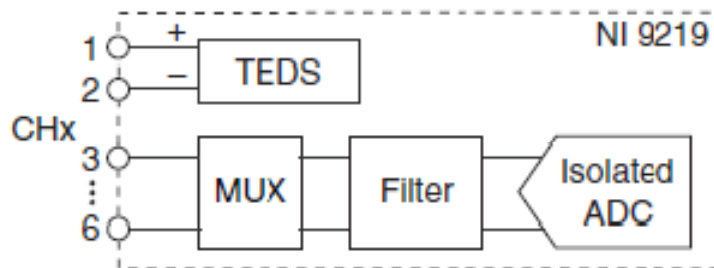 NI 9219
1 +
TEDS
2 –
CHx
3
MUX
Filter
Isolated
ADC
6